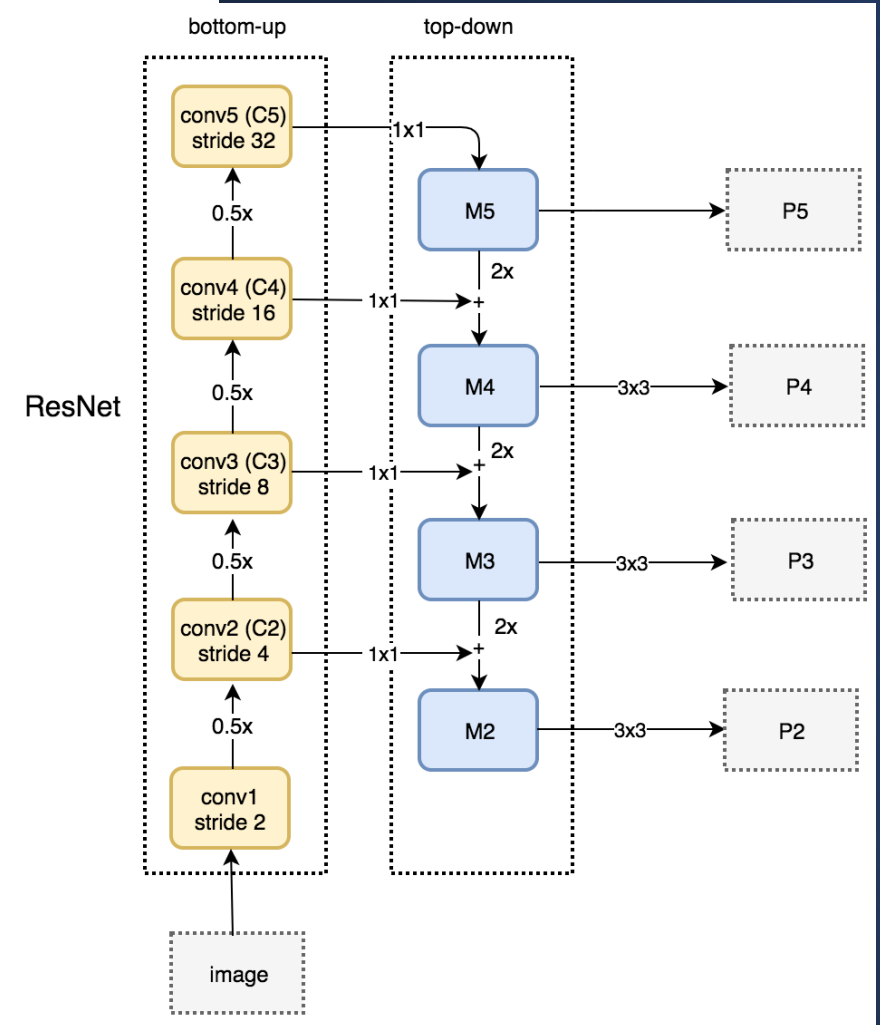 bottom-up
top-down
conv5 (C5)
stride 32
1x1
M5
P5
0.5x
2x
conv4 (C4)
stride 16
1x1
+
M4
3x3
P4
0.5x
ResNet
2x
conv3 (C3)
stride 8
1x1
+
M3
3x3
P3
0.5x
2x
conv2 (C2)
stride 4
1x1
+
M2
3x3
P2
0.5x
conv1
stride 2
image